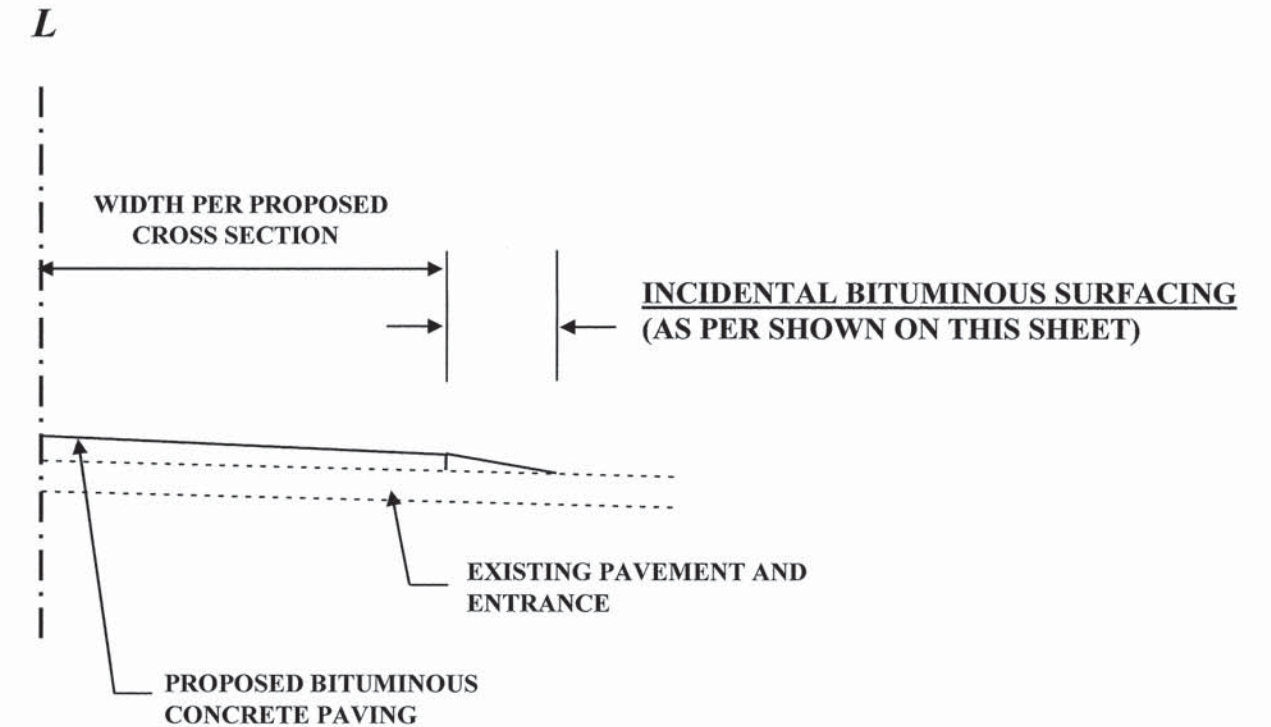 L
WIDTH PER PROPOSED
CROSS SECTION
INCIDENTAL BITUMINOUS SURFACING
(AS PER SHOWN ON THIS SHEET)
EXISTING PAVEMENT AND
ENTRANCE
PROPOSED BITUMINOUS
CONCRETE PAVING